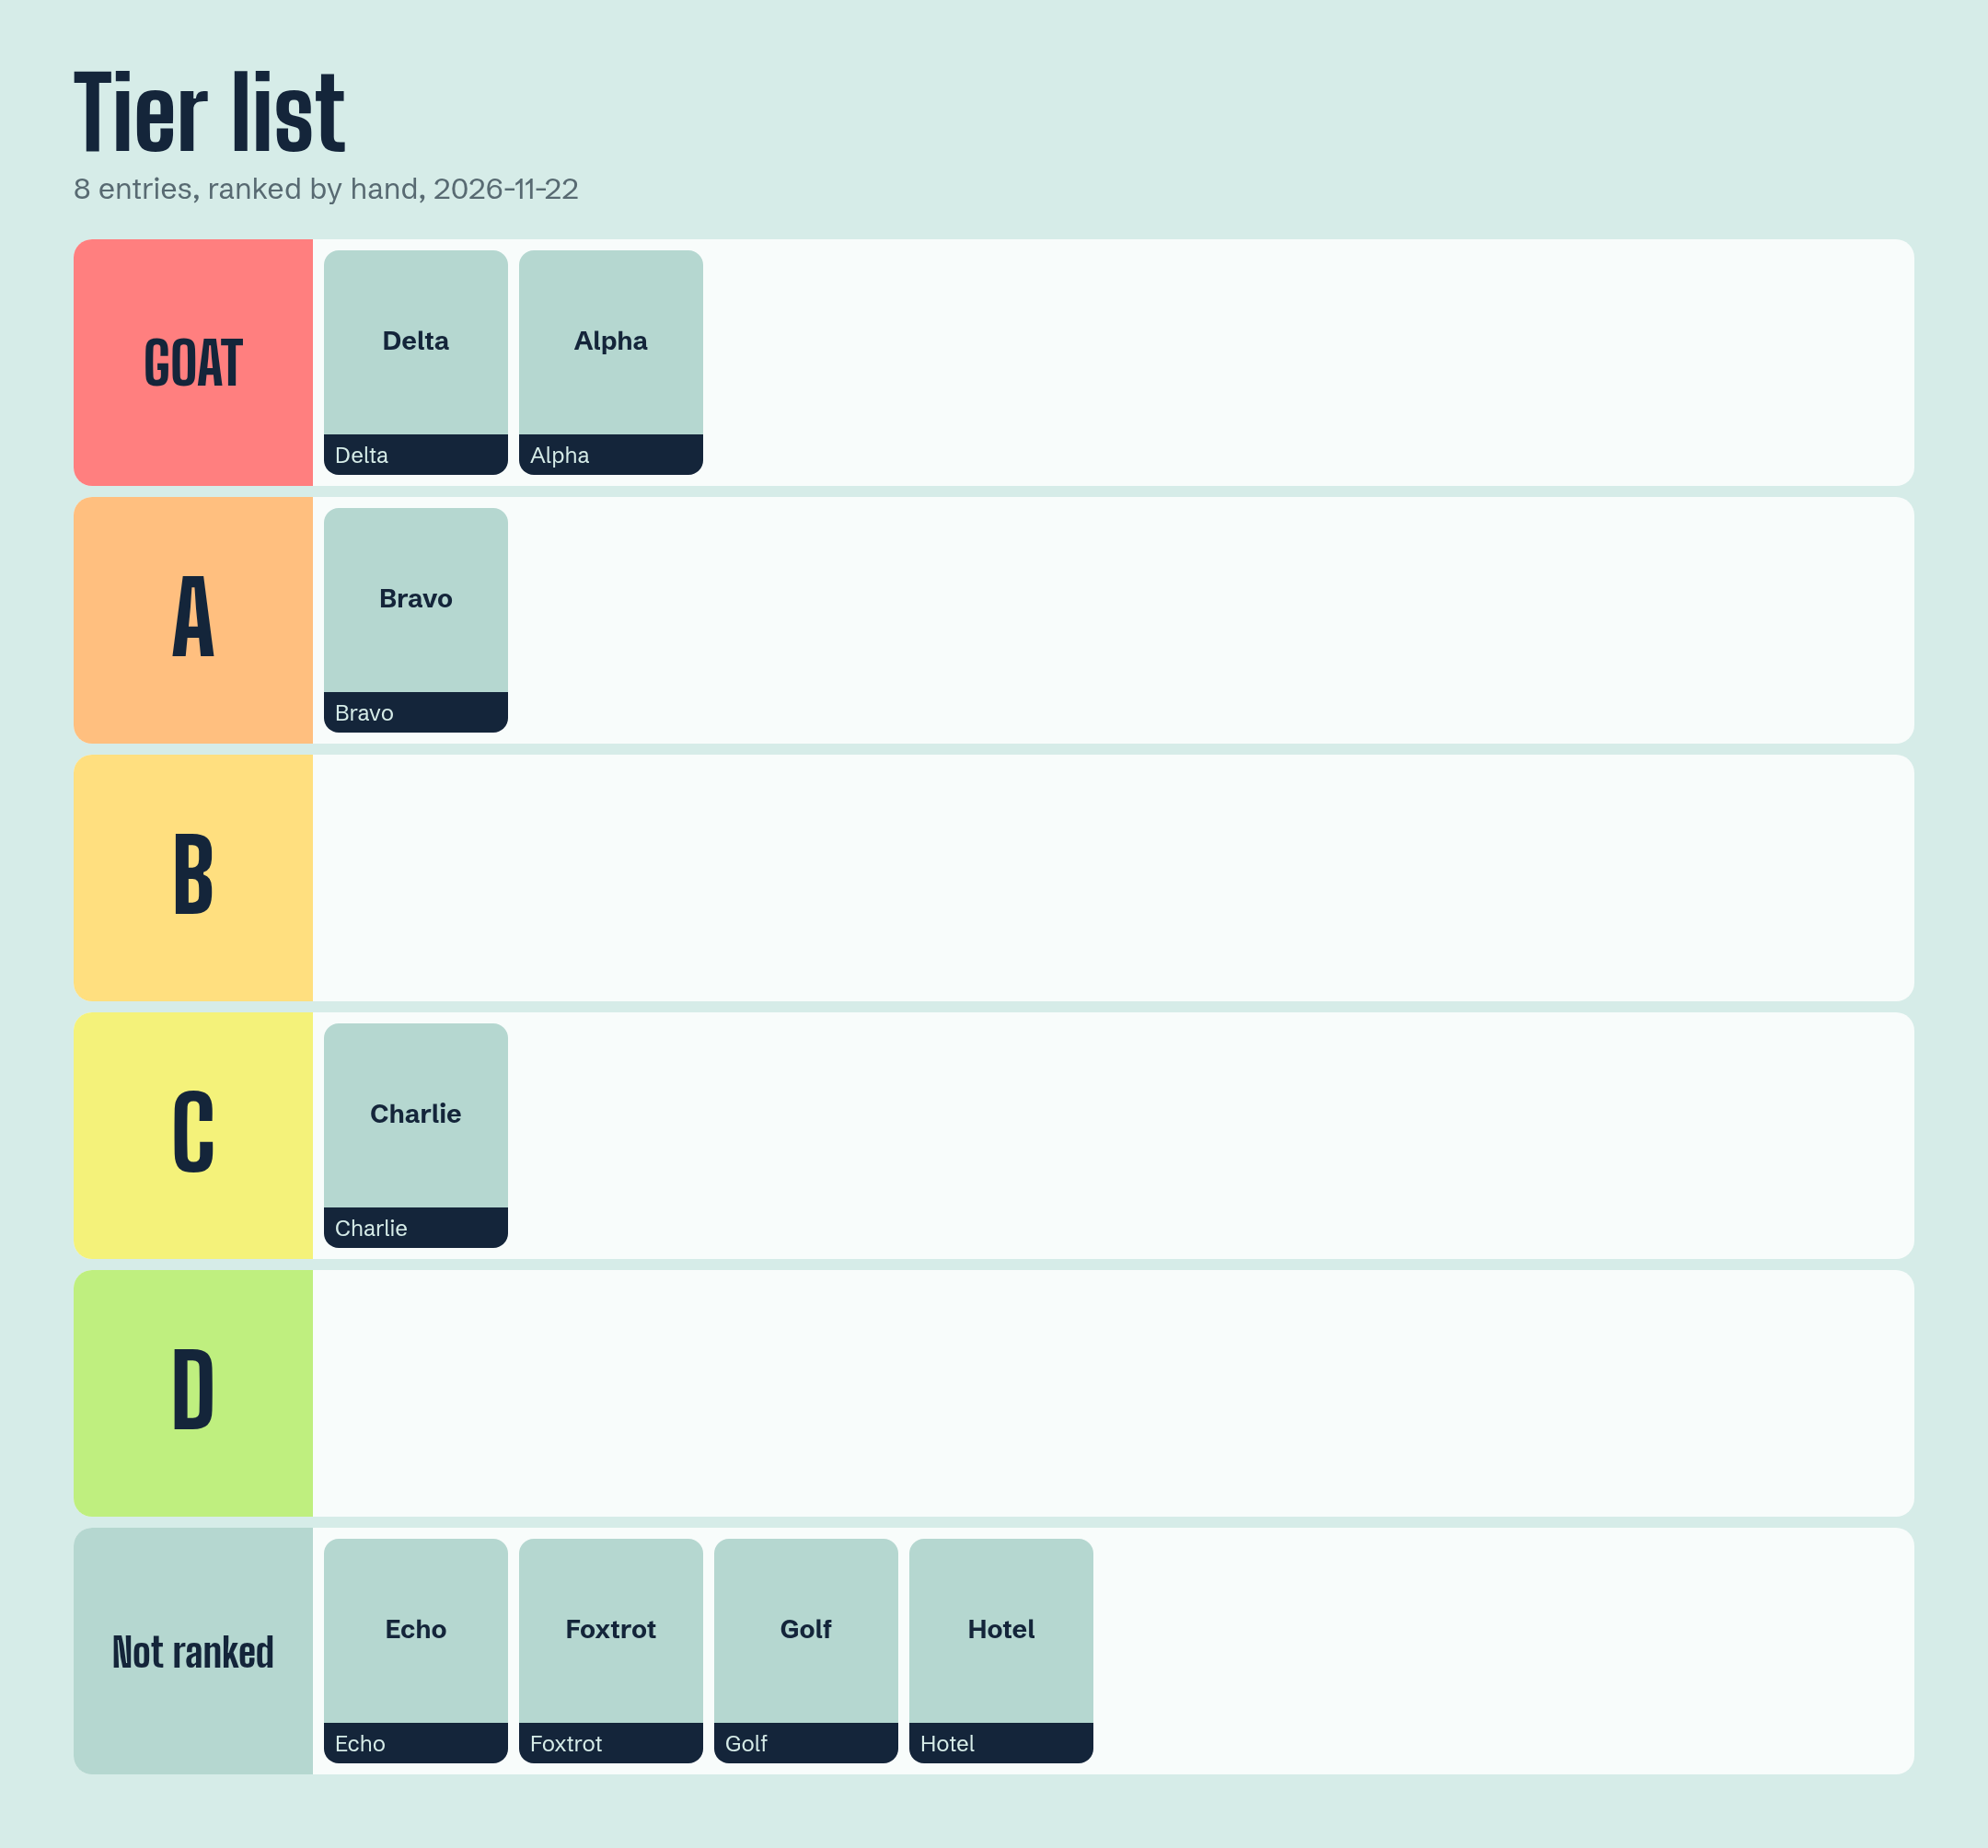 Tier list
8 entries, ranked by hand, 2026-11-22
GOAT
Delta
Delta
Alpha
Alpha
A
Bravo
Bravo
B
C
Charlie
Charlie
D
Not ranked
Echo
Echo
Foxtrot
Foxtrot
Golf
Golf
Hotel
Hotel